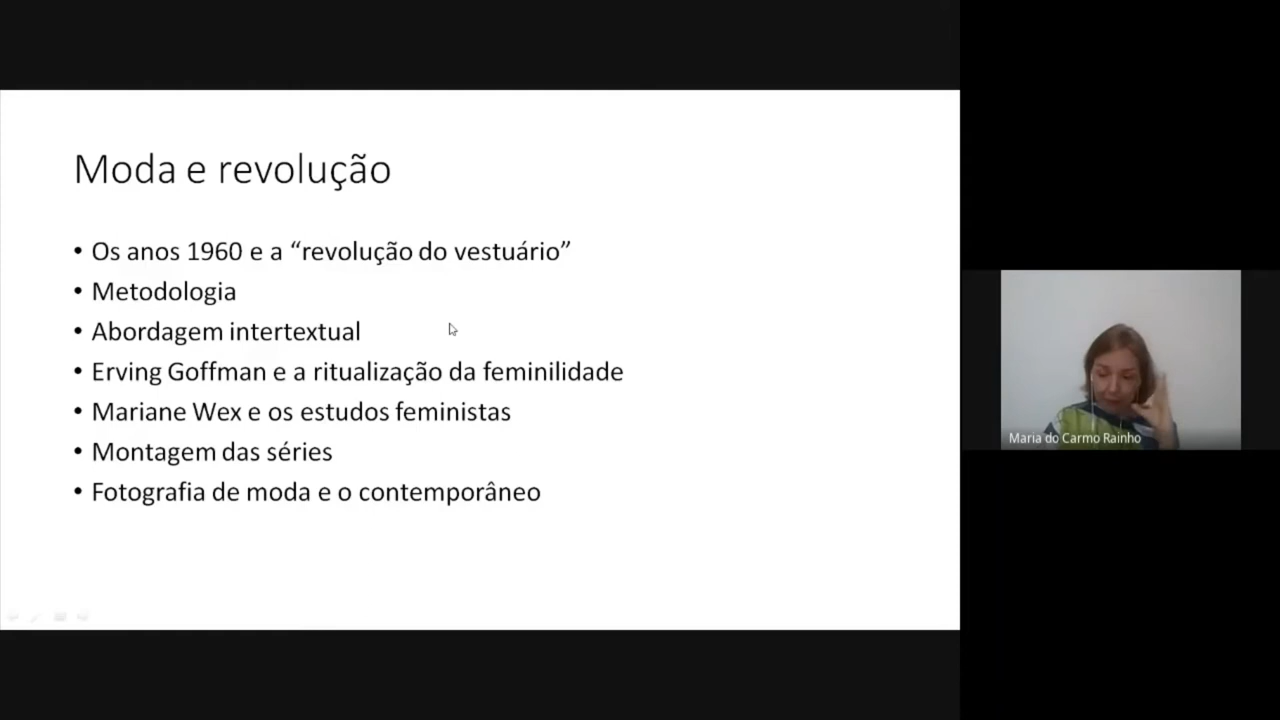 Moda e revolução
• Os anos 1960 e a “revolução do vestuário”
• Metodologia
• Abordagem intertextual
• Erving Goffman e a ritualização da feminilidade
• Mariane Wex e os estudos feministas
• Montagem das séries
• Fotografia de moda e o contemporâneo
Maria do Carmo Rainho